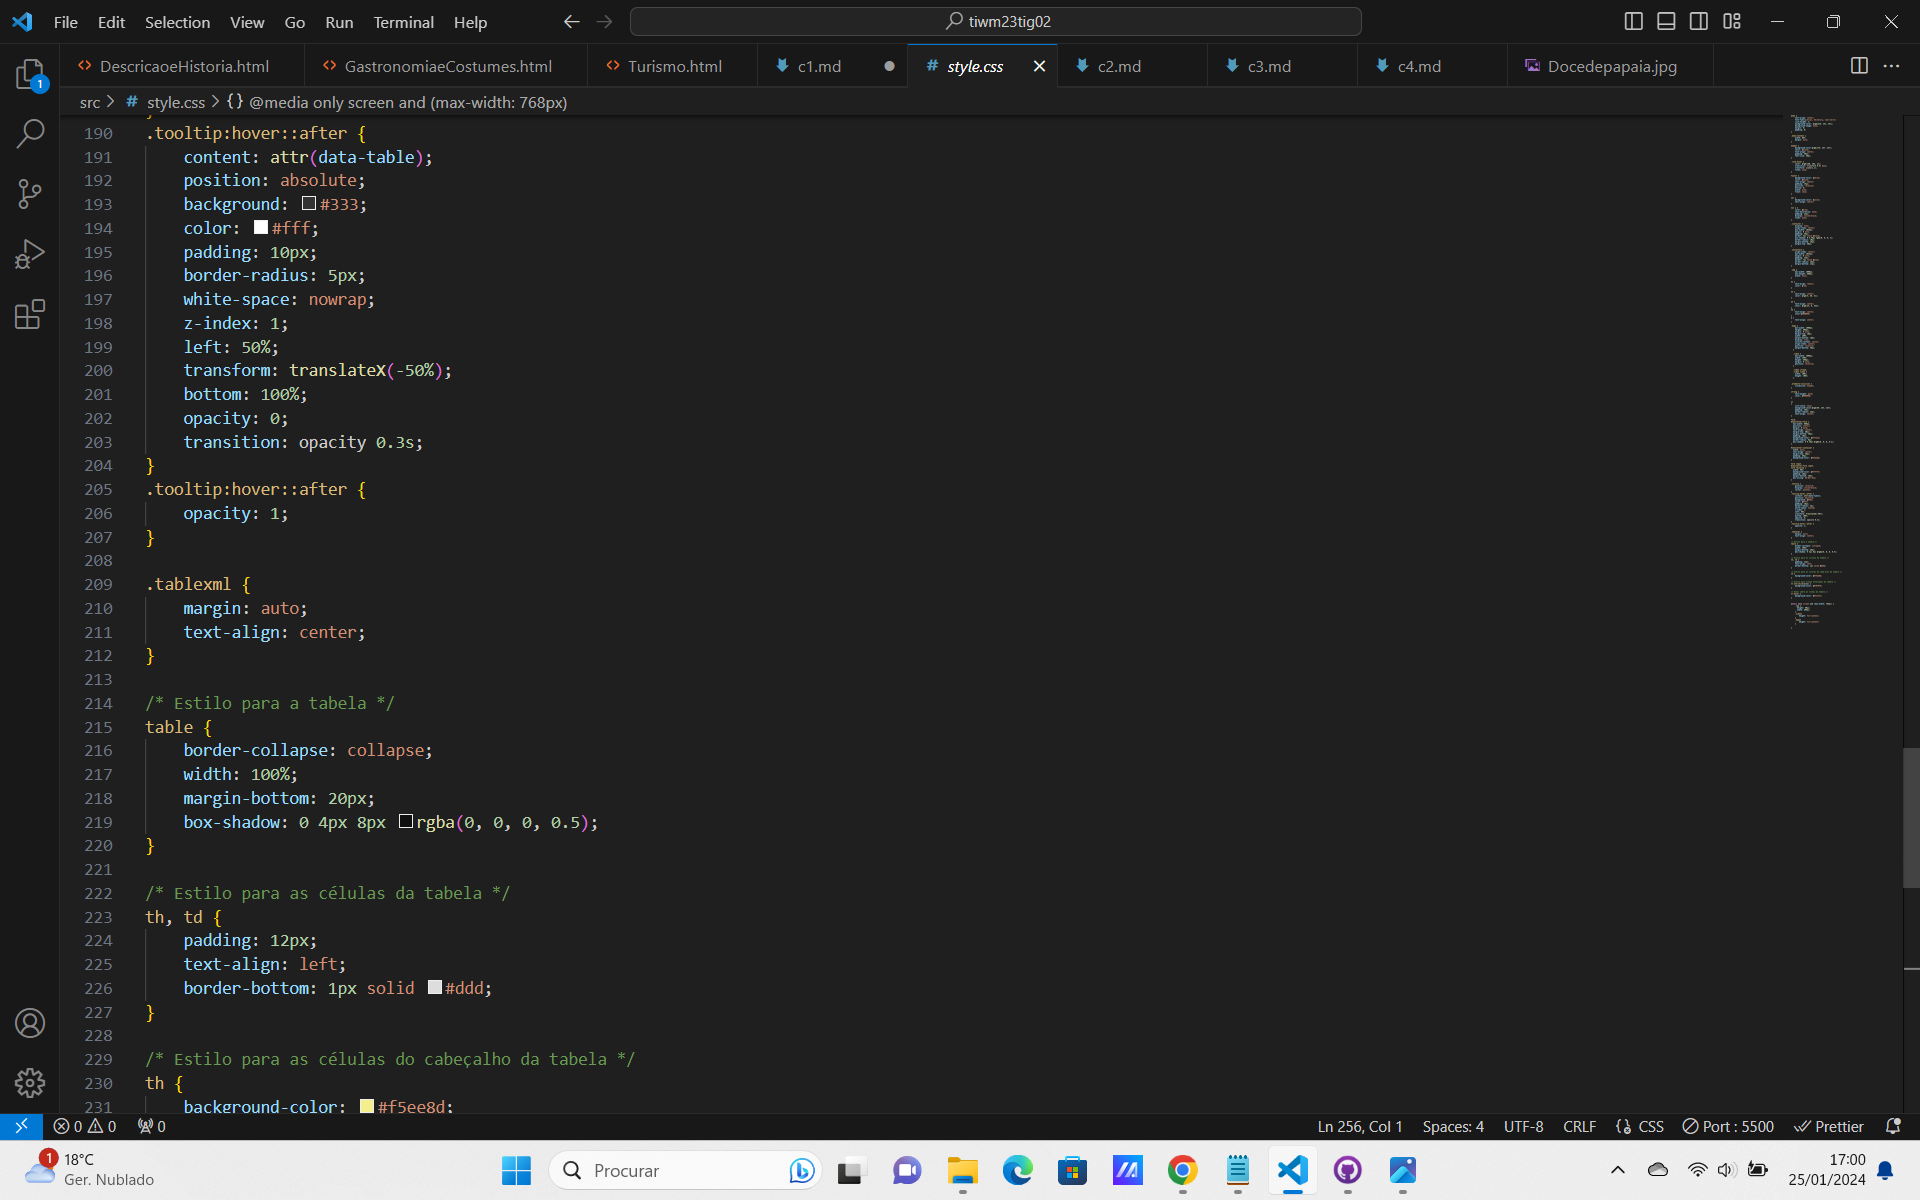 File Edit Selection View Go Run Terminal Help tiwm23tig02
DescricaoeHistoria.html GastronomiaeCostumes.html Turismo.html c1.md # style.css c2.md c3.md c4.md Docedepapaia.jpg
src > # style.css > {} @media only screen and (max-width: 768px)
190 .tooltip:hover::after {
191 content: attr(data-table);
192 position: absolute;
193 background: #333;
194 color: #fff;
195 padding: 10px;
196 border-radius: 5px;
197 white-space: nowrap;
198 z-index: 1;
199 left: 50%;
200 transform: translateX(-50%);
201 bottom: 100%;
202 opacity: 0;
203 transition: opacity 0.3s;
204 }
205 .tooltip:hover::after {
206 opacity: 1;
207 }
208
209 .tablexml {
210 margin: auto;
211 text-align: center;
212 }
213
214 /* Estilo para a tabela */
215 table {
216 border-collapse: collapse;
217 width: 100%;
218 margin-bottom: 20px;
219 box-shadow: 0 4px 8px rgba(0, 0, 0, 0.5);
220 }
221
222 /* Estilo para as células da tabela */
223 th, td {
224 padding: 12px;
225 text-align: left;
226 border-bottom: 1px solid #ddd;
227 }
228
229 /* Estilo para as células do cabeçalho da tabela */
230 th {
231 background-color: #f5ee8d;
1
0 0 0 Ln 256, Col 1 Spaces: 4 UTF-8 CRLF {} CSS Port : 5500 Prettier
1 18°C
Ger. Nublado
Procurar
17:00
25/01/2024